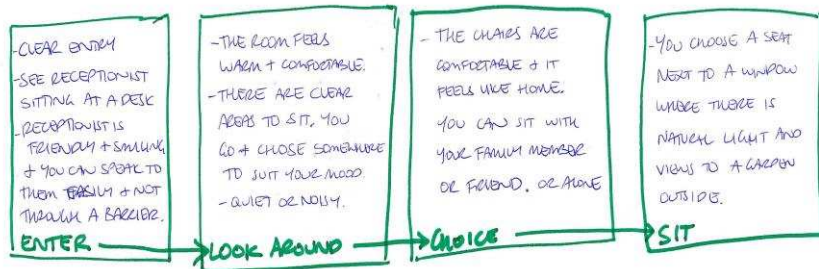 -CLEAR ENTRY
-SEE RECEPTIONIST
SITTING AT A DESK
-RECEPTIONIST IS
FRIENDLY + SMILING
+ YOU CAN SPEAK TO
THEM EASILY + NOT
THROUGH A BARRIER.
ENTER
-THE ROOM FEELS
WARM + COMFORTABLE.
-THERE ARE CLEAR
AREAS TO SIT, YOU
GO + CHOSE SOMEWHERE
TO SUIT YOUR MOOD
-QUIET OR NOISY.
LOOK AROUND
- THE CHAIRS ARE
COMFORTABLE + IT
FEELS LIKE HOME.
YOU CAN SIT WITH
YOUR FAMILY MEMBER
OR FRIEND, OR ALONE
CHOICE
-YOU CHOOSE A SEAT
NEXT TO A WINDOW
WHERE THERE IS
NATURAL LIGHT AND
VIEWS TO A GARDEN
OUTSIDE.
SIT